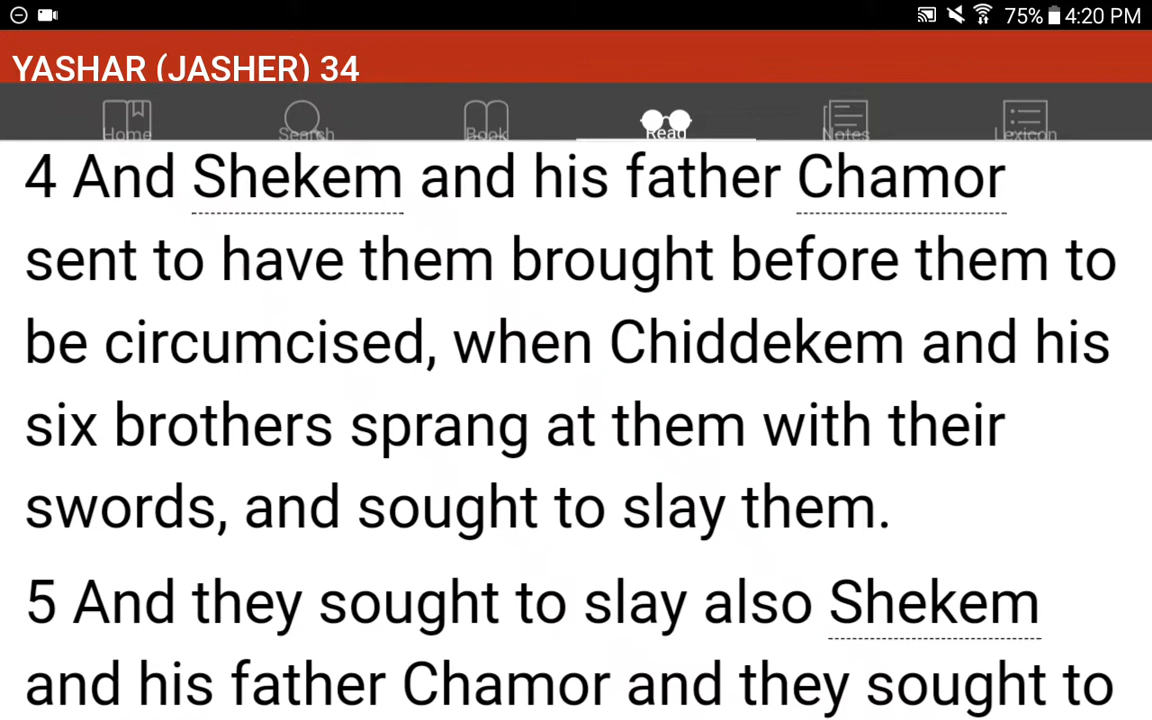 75% 4:20 PM
YASHAR (JASHER) 34
Home Search Book Read Notes Lexicon
4 And Shekem and his father Chamor
sent to have them brought before them to
be circumcised, when Chiddekem and his
six brothers sprang at them with their
swords, and sought to slay them.
5 And they sought to slay also Shekem
and his father Chamor and they sought to